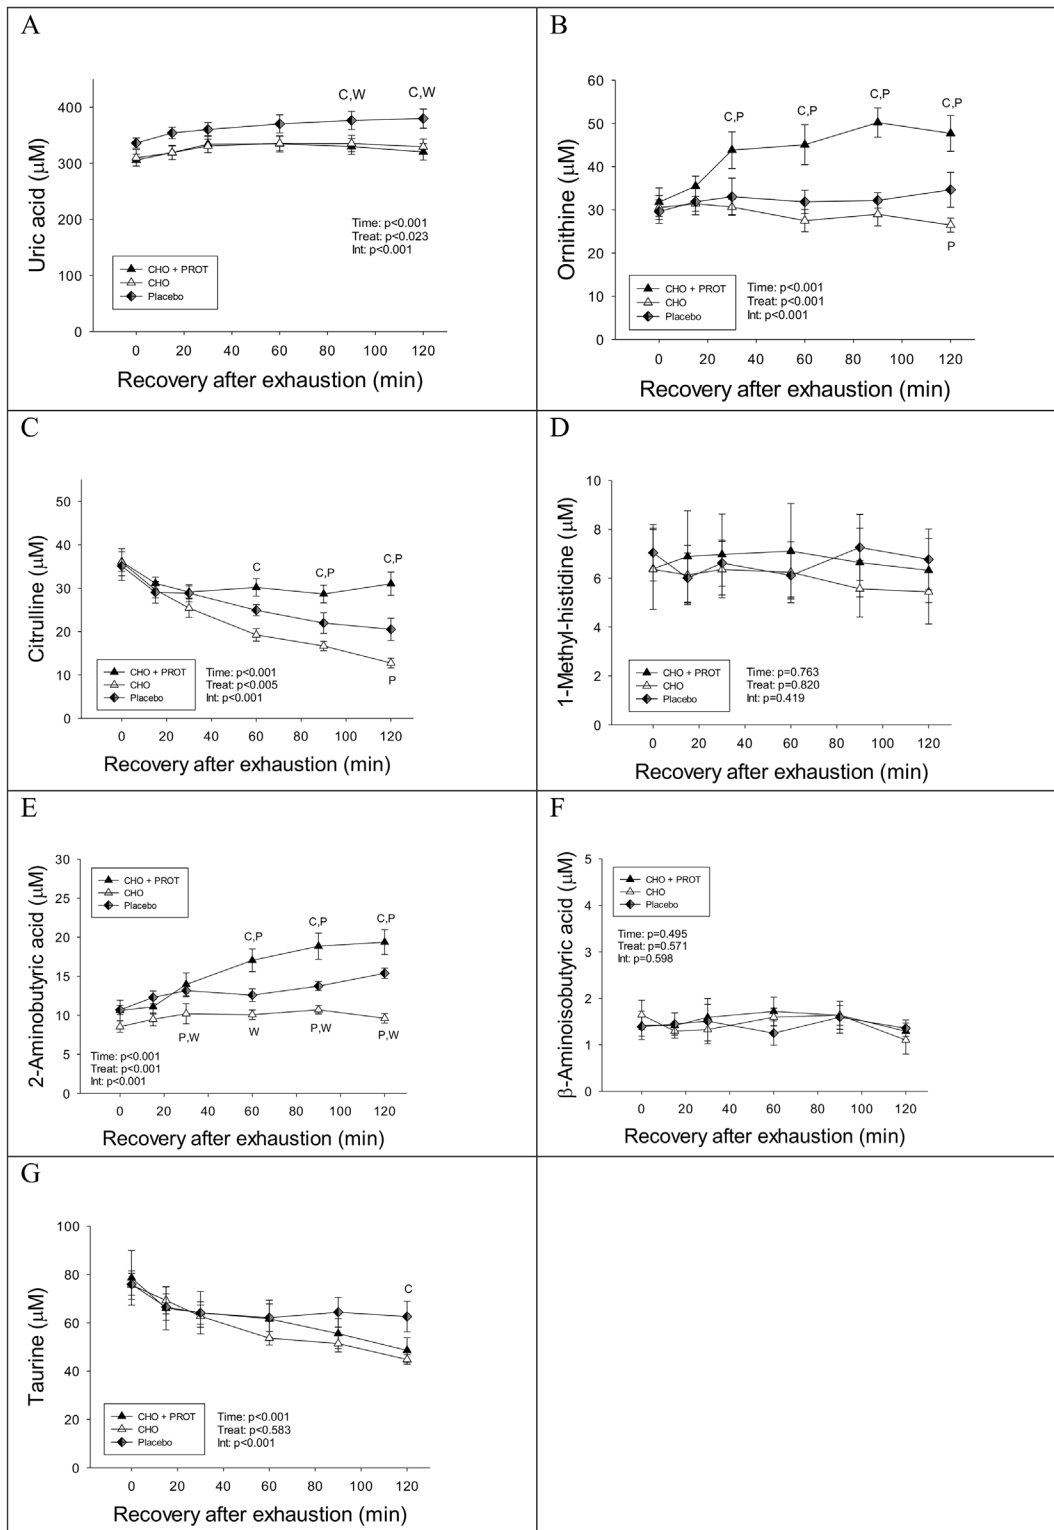 A
Uric acid (µM)
400
300
200
100
0
C,W
C,W
Time: p<0.001
Treat: p<0.023
Int: p<0.001
CHO + PROT
CHO
Placebo
0 20 40 60 80 100 120
Recovery after exhaustion (min)
B
Ornithine (µM)
60
50
40
30
20
10
0
C,P
C,P
C,P
C,P
P
CHO + PROT
CHO
Placebo
Time: p<0.001
Treat: p<0.001
Int: p<0.001
0 20 40 60 80 100 120
Recovery after exhaustion (min)
C
Citrulline (µM)
50
40
30
20
10
0
C
C,P
C,P
P
CHO + PROT
CHO
Placebo
Time: p<0.001
Treat: p<0.005
Int: p<0.001
0 20 40 60 80 100 120
Recovery after exhaustion (min)
D
1-Methyl-histidine (µM)
10
8
6
4
2
0
CHO + PROT
CHO
Placebo
Time: p=0.763
Treat: p=0.820
Int: p=0.419
0 20 40 60 80 100 120
Recovery after exhaustion (min)
E
2-Aminobutyric acid (µM)
30
25
20
15
10
5
0
CHO + PROT
CHO
Placebo
C,P
C,P
C,P
P,W
W
P,W
P,W
Time: p<0.001
Treat: p<0.001
Int: p<0.001
0 20 40 60 80 100 120
Recovery after exhaustion (min)
F
β-Aminoisobutyric acid (µM)
5
4
3
2
1
0
CHO + PROT
CHO
Placebo
Time: p=0.495
Treat: p=0.571
Int: p=0.598
0 20 40 60 80 100 120
Recovery after exhaustion (min)
G
Taurine (µM)
100
80
60
40
20
0
C
CHO + PROT
CHO
Placebo
Time: p<0.001
Treat: p<0.583
Int: p<0.001
0 20 40 60 80 100 120
Recovery after exhaustion (min)